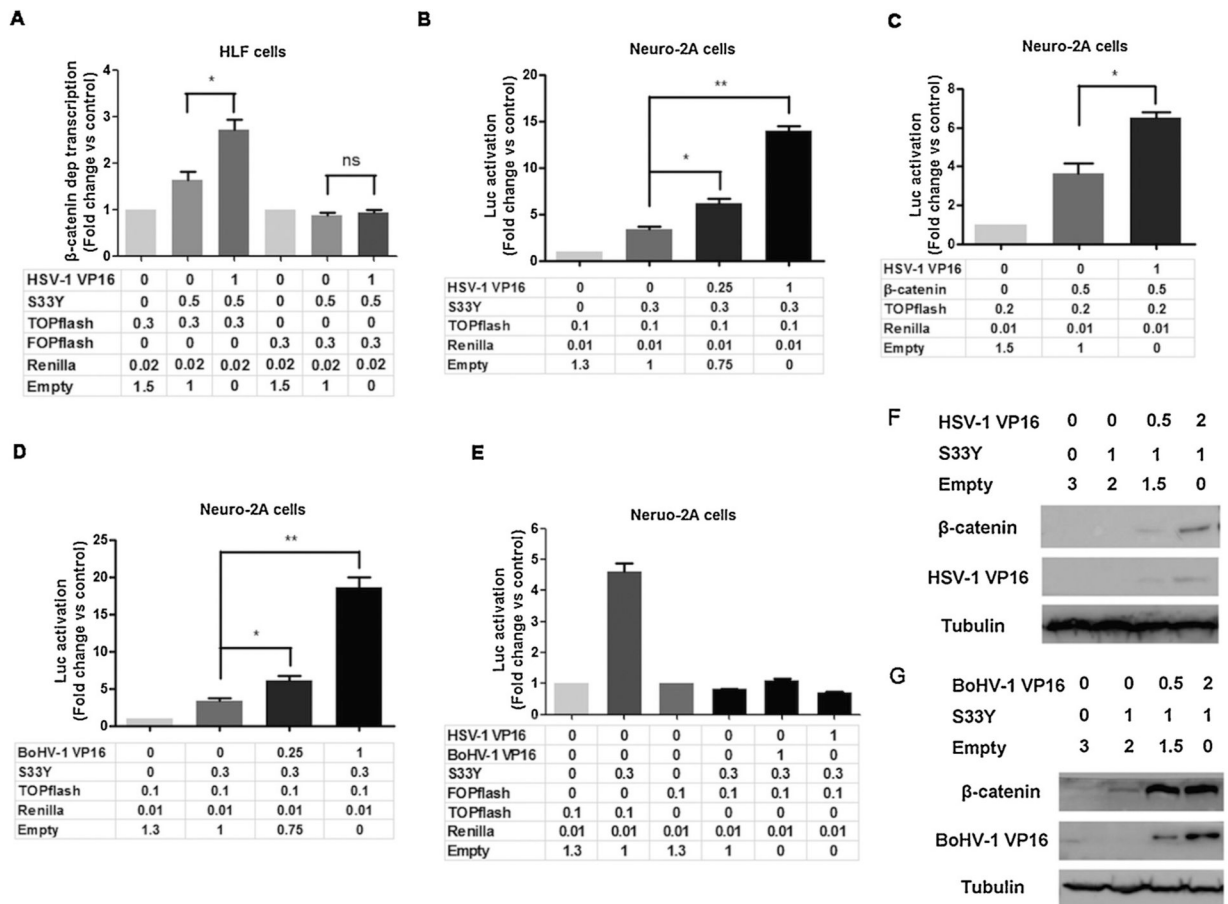 A
HLF cells
β-catenin dep transcription
(Fold change vs control)
4
3
2
1
0
*
ns
HSV-1 VP16 0 0 1 0 0 1
S33Y 0 0.5 0.5 0 0.5 0.5
TOPflash 0.3 0.3 0.3 0 0 0
FOPflash 0 0 0 0.3 0.3 0.3
Renilla 0.02 0.02 0.02 0.02 0.02 0.02
Empty 1.5 1 0 1.5 1 0
B
Neuro-2A cells
Luc activation
(Fold change vs control)
20
15
10
5
0
**
*
HSV-1 VP16 0 0 0.25 1
S33Y 0 0.3 0.3 0.3
TOPflash 0.1 0.1 0.1 0.1
Renilla 0.01 0.01 0.01 0.01
Empty 1.3 1 0.75 0
C
Neuro-2A cells
Luc activation
(Fold change vs control)
8
6
4
2
0
*
HSV-1 VP16 0 0 1
β-catenin 0 0.5 0.5
TOPflash 0.2 0.2 0.2
Renilla 0.01 0.01 0.01
Empty 1.5 1 0
D
Neuro-2A cells
Luc activation
(Fold change vs control)
25
20
15
10
5
0
**
*
BoHV-1 VP16 0 0 0.25 1
S33Y 0 0.3 0.3 0.3
TOPflash 0.1 0.1 0.1 0.1
Renilla 0.01 0.01 0.01 0.01
Empty 1.3 1 0.75 0
E
Neruo-2A cells
Luc activation
(Fold change vs control)
6
5
4
3
2
1
0
HSV-1 VP16 0 0 0 0 0 1
BoHV-1 VP16 0 0 0 0 1 0
S33Y 0 0.3 0 0.3 0.3 0.3
FOPflash 0 0 0.1 0.1 0.1 0.1
TOPflash 0.1 0.1 0 0 0 0
Renilla 0.01 0.01 0.01 0.01 0.01 0.01
Empty 1.3 1 1.3 1 0 0
F
HSV-1 VP16 0 0 0.5 2
S33Y 0 1 1 1
Empty 3 2 1.5 0
β-catenin
HSV-1 VP16
Tubulin
G
BoHV-1 VP16 0 0 0.5 2
S33Y 0 1 1 1
Empty 3 2 1.5 0
β-catenin
BoHV-1 VP16
Tubulin